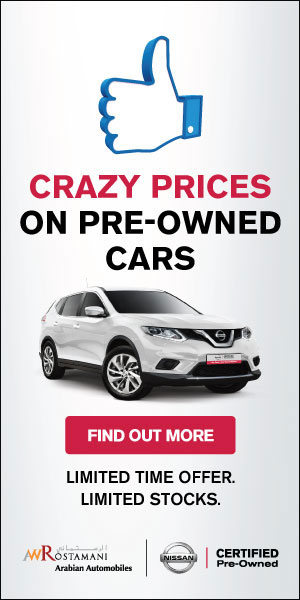 CRAZY PRICES
ON PRE-OWNED
CARS
FIND OUT MORE
LIMITED TIME OFFER.
LIMITED STOCKS.
الرستماني
AWROSTAMANI
Arabian Automobiles
NISSAN
CERTIFIED
Pre-Owned